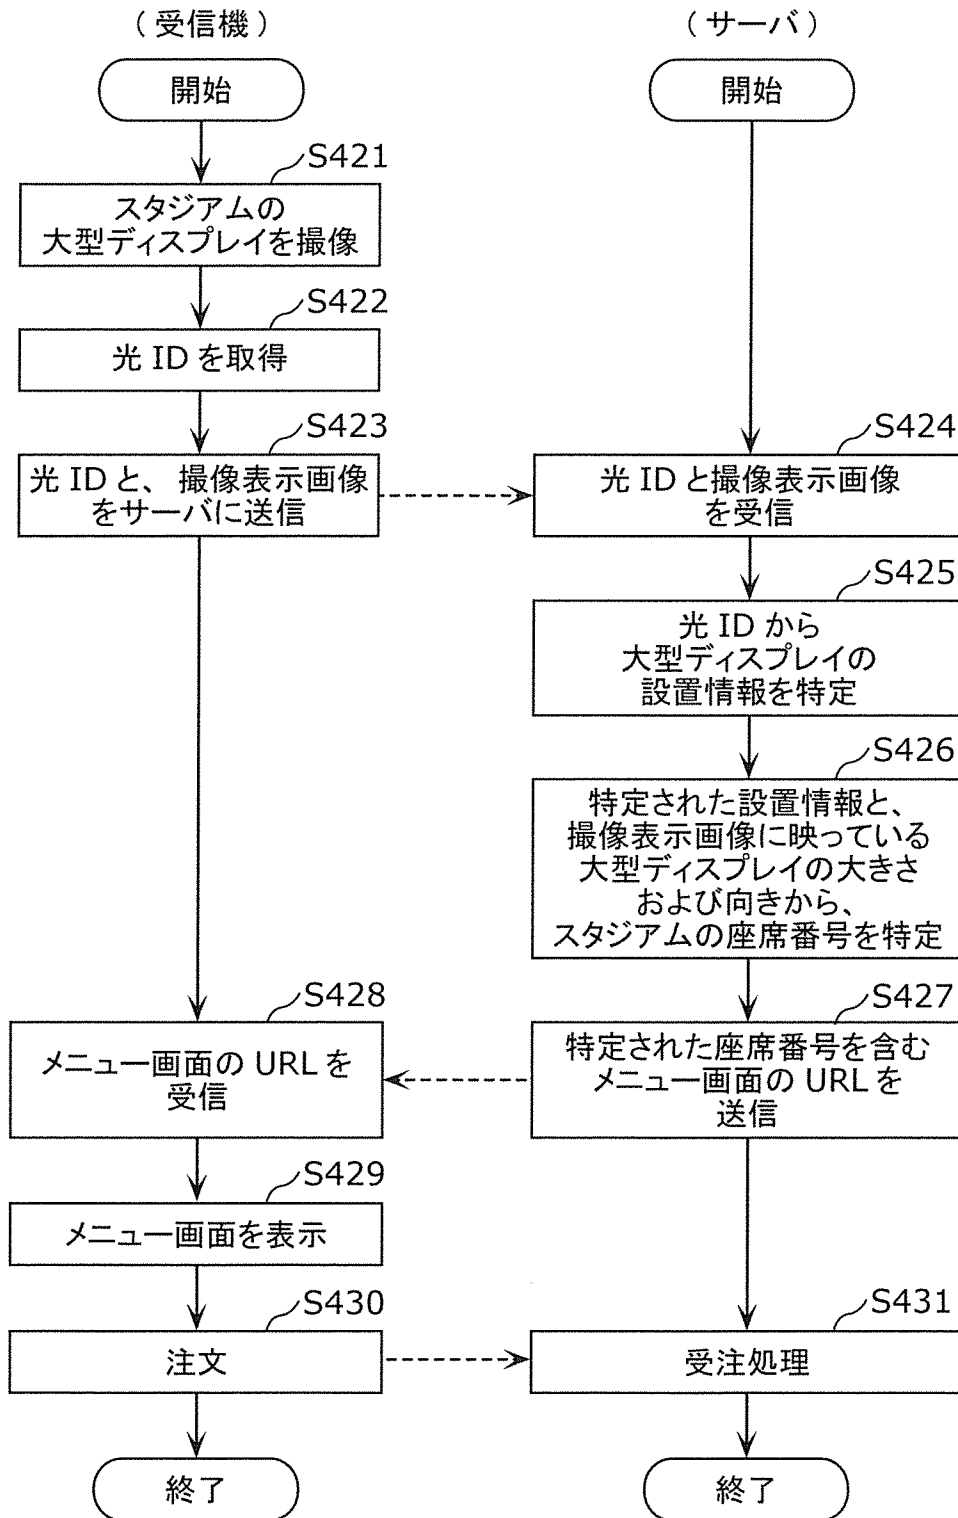 （受信機）
（サーバ）
開始
開始
S421
スタジアムの
大型ディスプレイを撮像
S422
光 ID を取得
S423
光 ID と、撮像表示画像
をサーバに送信
S424
光 ID と撮像表示画像
を受信
S425
光 ID から
大型ディスプレイの
設置情報を特定
S426
特定された設置情報と、
撮像表示画像に映っている
大型ディスプレイの大きさ
および向きから、
スタジアムの座席番号を特定
S427
特定された座席番号を含む
メニュー画面の URL を
送信
S428
メニュー画面の URL を
受信
S429
メニュー画面を表示
S430
注文
S431
受注処理
終了
終了